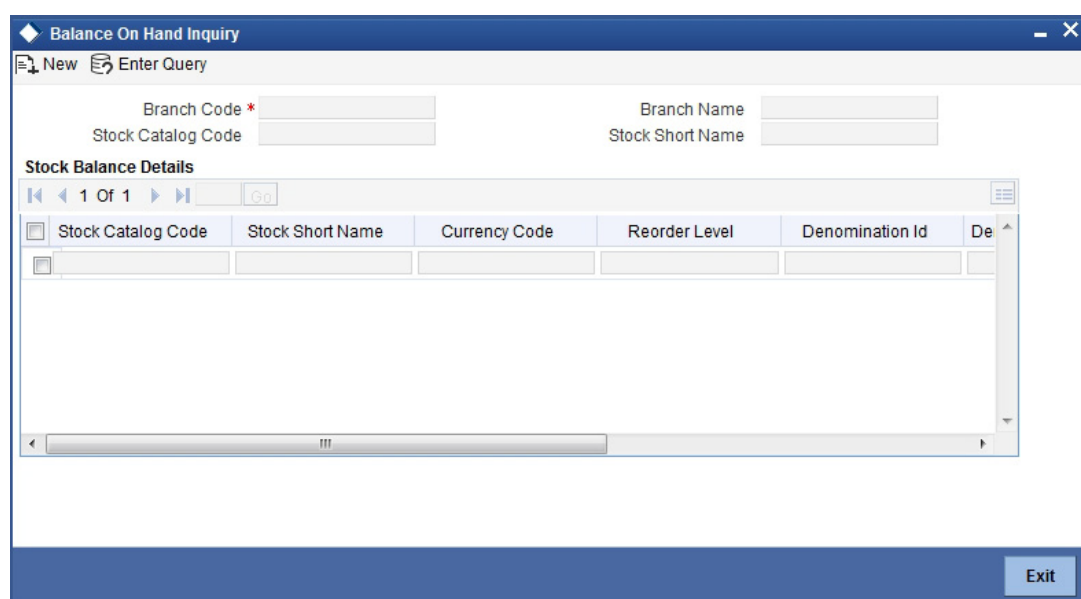 Balance On Hand Inquiry
New Enter Query
Branch Code * Branch Name
Stock Catalog Code Stock Short Name
Stock Balance Details
1 Of 1 Go
Stock Catalog Code Stock Short Name Currency Code Reorder Level Denomination Id De
Exit